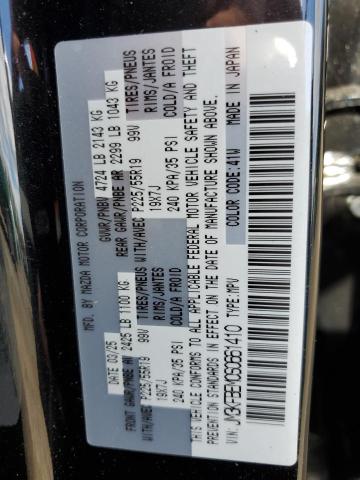 MFD. BY MAZDA MOTOR CORPORATION
DATE 03/25 GVWR/PNBV 4724 LB 2143 KG
FRONT GAWR/PNBE AV 2425 LB 1100 KG REAR GAWR/PNBE AR 2299 LB 1043 KG
WITH/AVEC TIRES/PNEUS P225/55R19 99V WITH/AVEC TIRES/PNEUS P225/55R19 99V
RIMS/JANTES 19X7J RIMS/JANTES 19X7J
COLD/A FROID 240 KPA/35 PSI COLD/A FROID 240 KPA/35 PSI
THIS VEHICLE CONFORMS TO ALL APPLICABLE FEDERAL MOTOR VEHICLE SAFETY AND THEFT
PREVENTION STANDARDS IN EFFECT ON THE DATE OF MANUFACTURE SHOWN ABOVE.
MADE IN JAPAN
VIN: TYPE:MPV COLOR CODE:41W